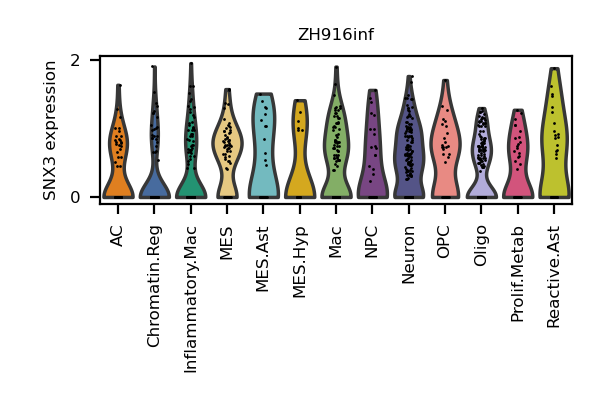 ZH916inf
SNX3 expression
2
0
AC
Chromatin.Reg
Inflammatory.Mac
MES
MES.Ast
MES.Hyp
Mac
NPC
Neuron
OPC
Oligo
Prolif.Metab
Reactive.Ast